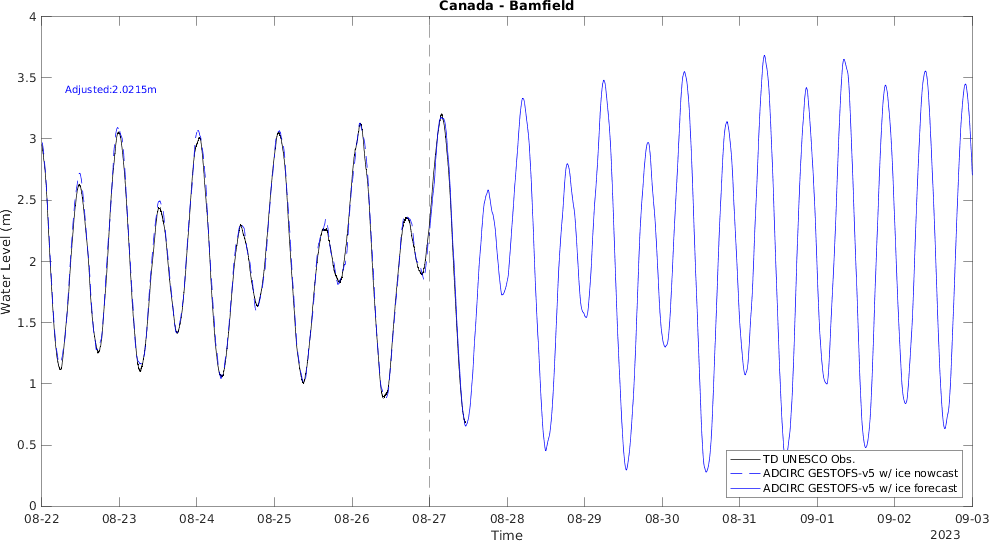 Canada - Bamfield
Water Level (m)
4
3.5
3
2.5
2
1.5
1
0.5
0
Adjusted:2.0215m
TD UNESCO Obs.
ADCIRC GESTOFS-v5 w/ ice nowcast
ADCIRC GESTOFS-v5 w/ ice forecast
08-22 08-23 08-24 08-25 08-26 08-27 08-28 08-29 08-30 08-31 09-01 09-02 09-03
Time
2023